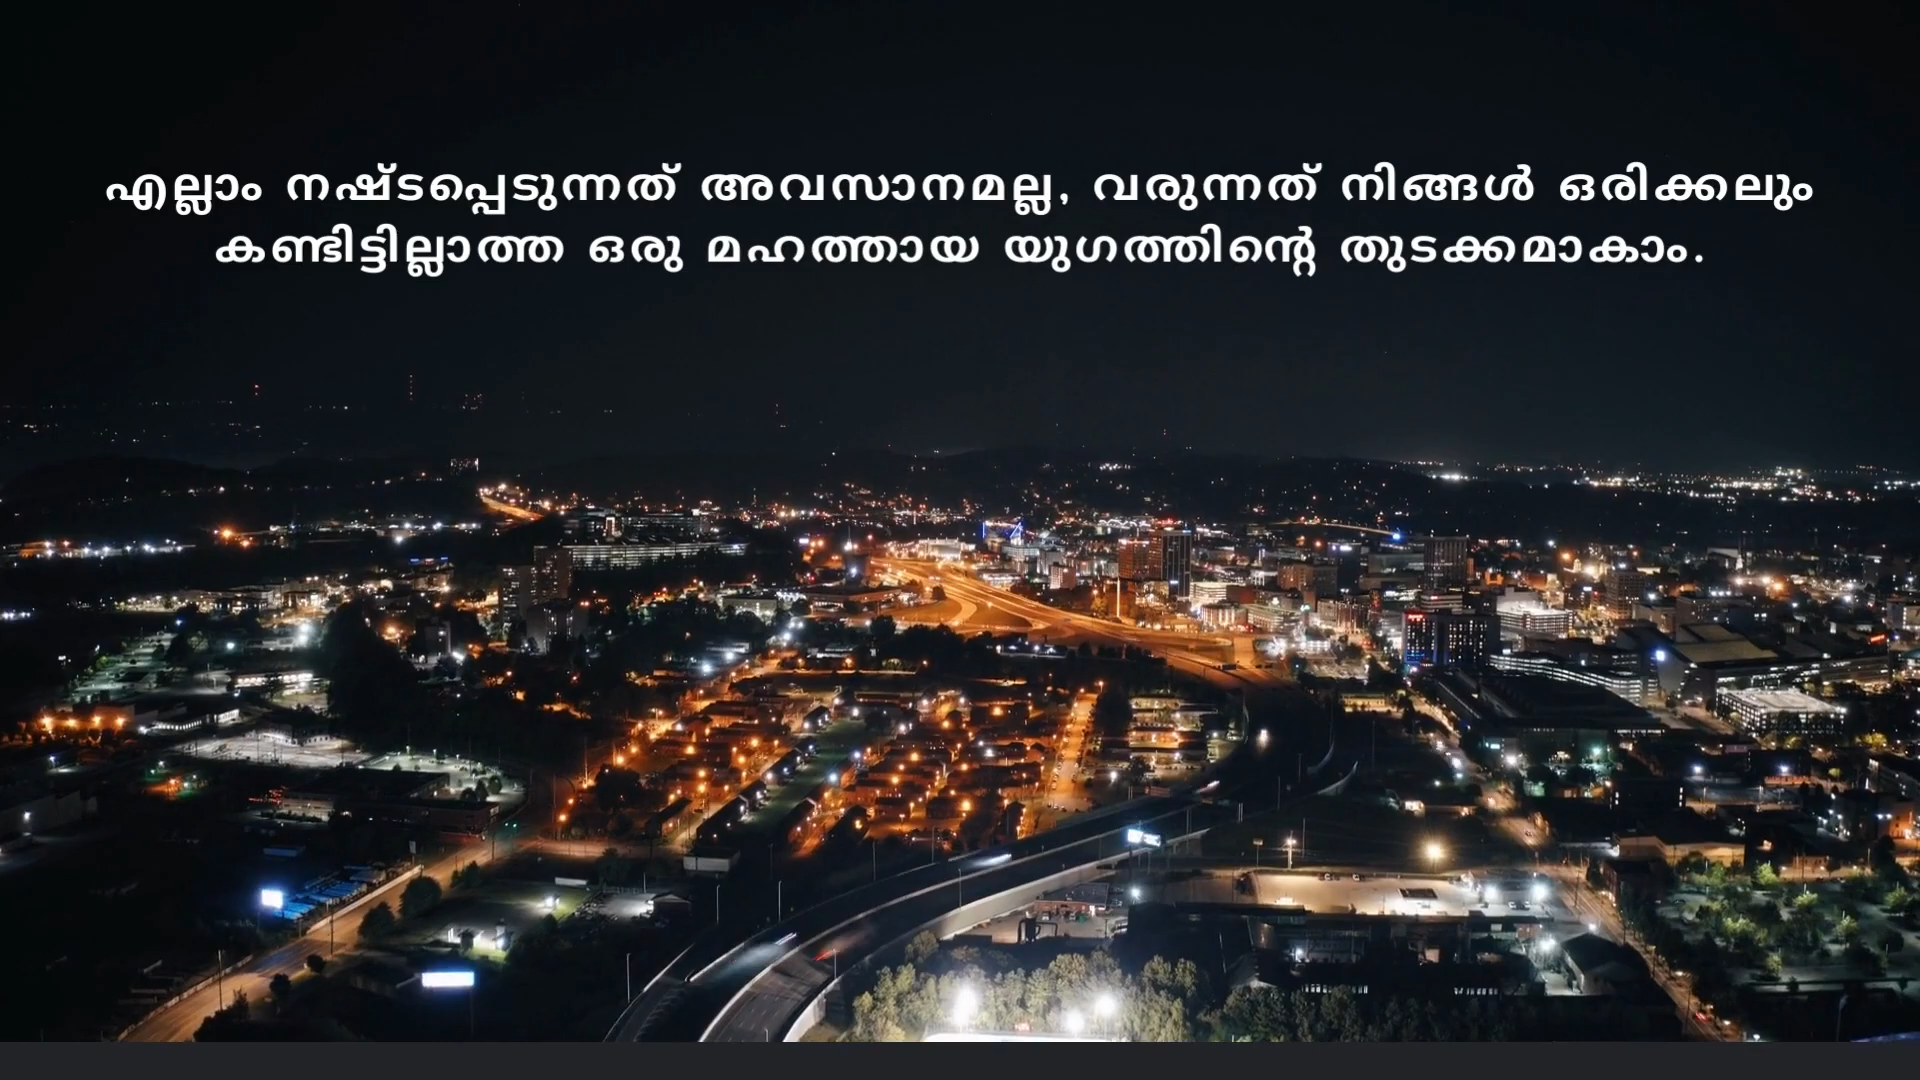 എല്ലാം നഷ്ടപ്പെടുന്നത് അവസാനമല്ല, വരുന്നത് നിങ്ങൾ ഒരിക്കലും
കണ്ടിട്ടില്ലാത്ത ഒരു മഹത്തായ യുഗത്തിന്റെ തുടക്കമാകാം.